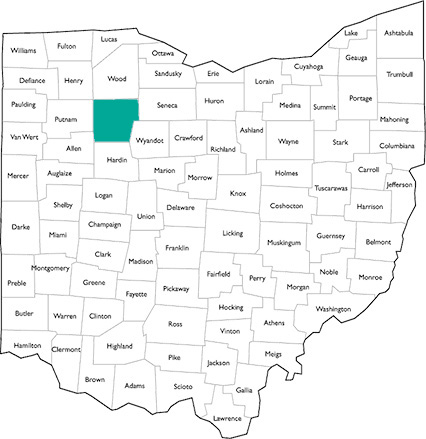 Williams
Fulton
Lucas
Ottawa
Lake
Ashtabula
Geauga
Cuyahoga
Defiance
Henry
Wood
Sandusky
Erie
Lorain
Trumbull
Paulding
Putnam
Seneca
Huron
Medina
Summit
Portage
Mahoning
Van Wert
Allen
Wyandot
Crawford
Richland
Ashland
Wayne
Stark
Columbiana
Hardin
Mercer
Auglaize
Marion
Morrow
Holmes
Carroll
Jefferson
Tuscarawas
Logan
Knox
Shelby
Union
Delaware
Coshocton
Harrison
Darke
Miami
Champaign
Licking
Muskingum
Guernsey
Belmont
Clark
Madison
Franklin
Montgomery
Fairfield
Perry
Noble
Monroe
Preble
Greene
Fayette
Pickaway
Morgan
Butler
Warren
Clinton
Hocking
Washington
Ross
Vinton
Athens
Hamilton
Clermont
Highland
Pike
Jackson
Meigs
Brown
Adams
Scioto
Gallia
Lawrence